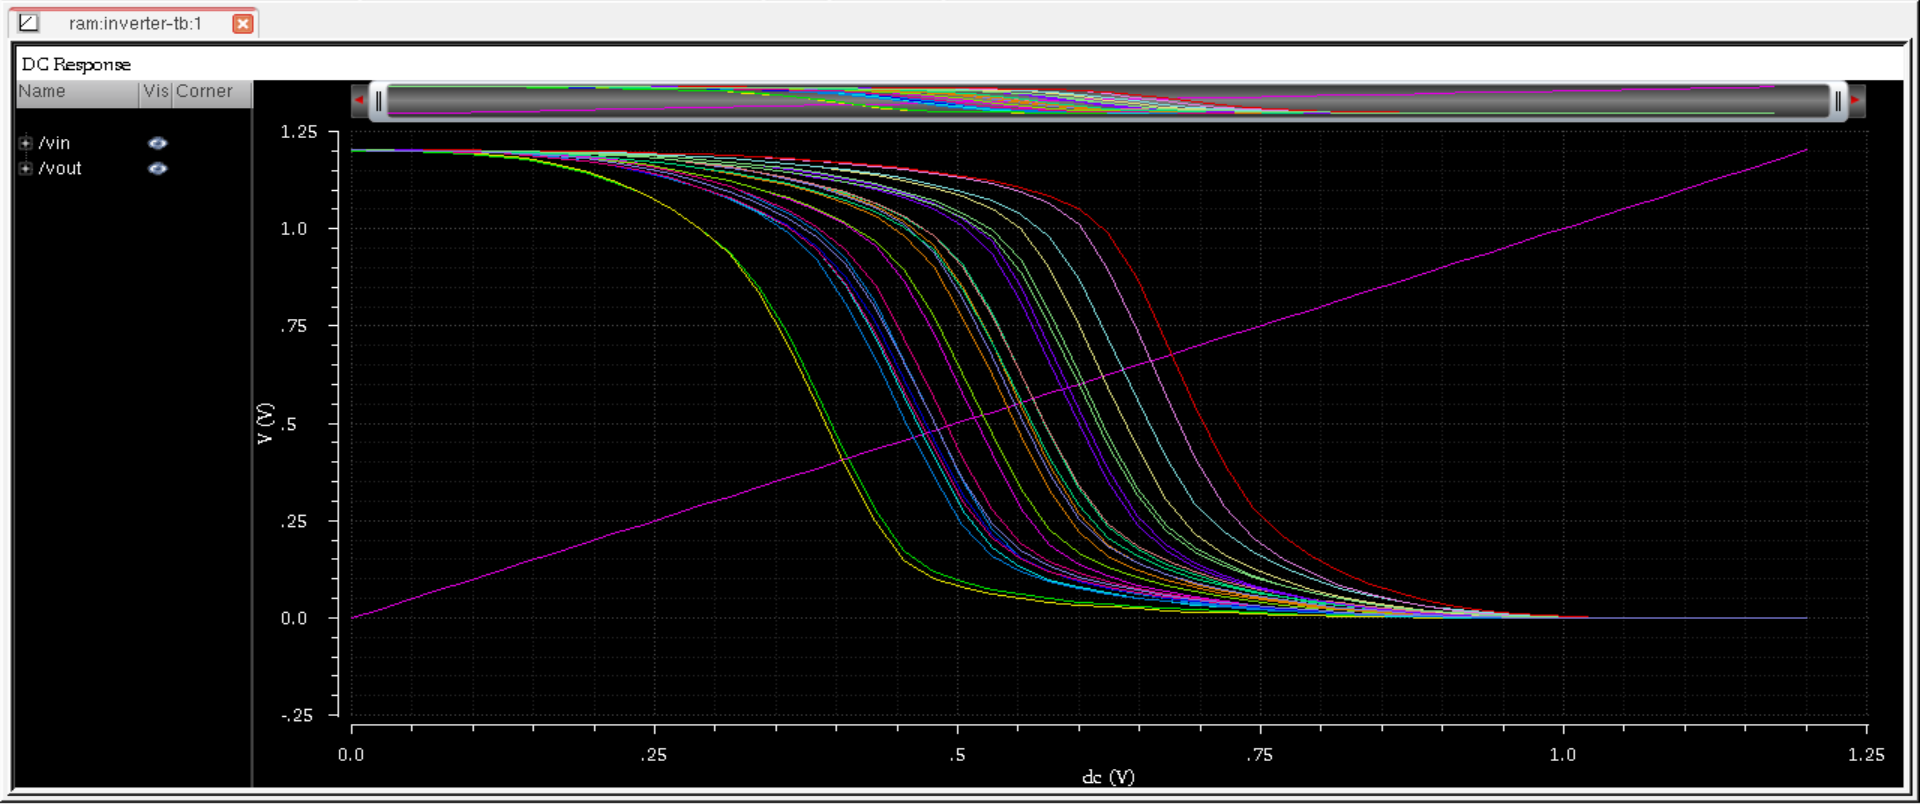 ram:inverter-tb:1
DC Response
Name Vis Corner
/vin
/vout
1.25
1.0
.75
.5
.25
0.0
-.25
V (V)
0.0 .25 .5 .75 1.0 1.25
dc (V)